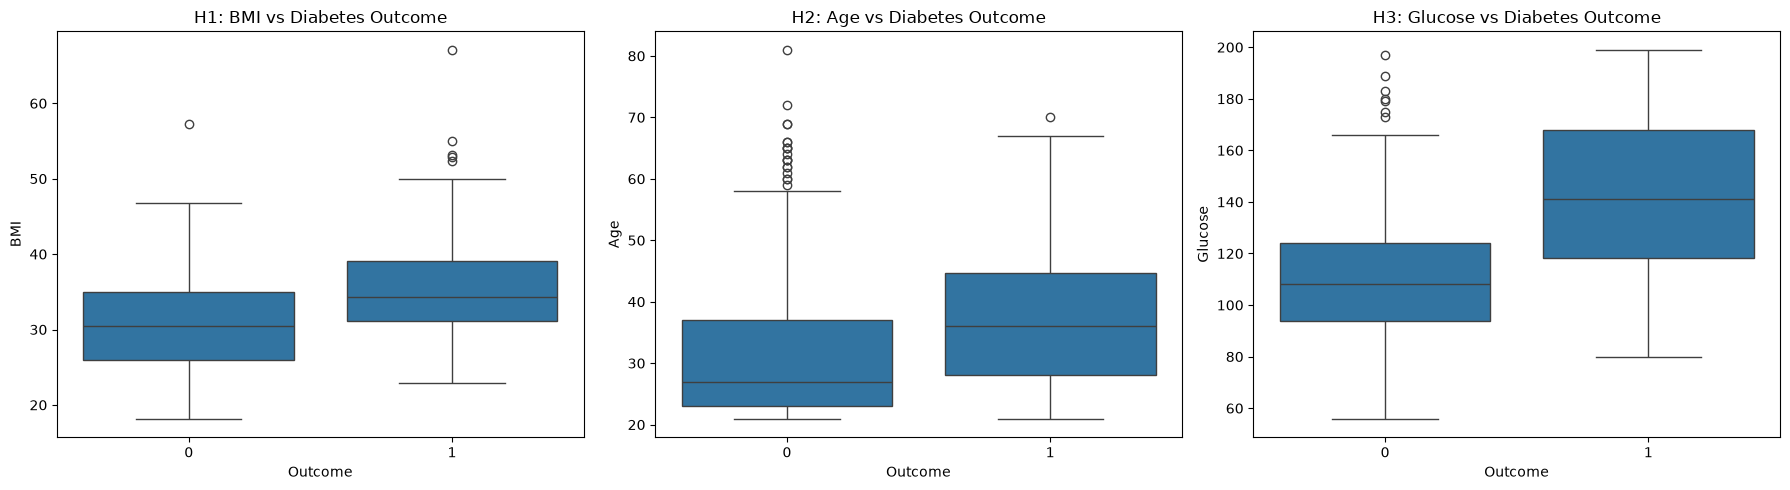 H1: BMI vs Diabetes Outcome
BMI
60
50
40
30
20
0
1
Outcome
H2: Age vs Diabetes Outcome
Age
80
70
60
50
40
30
20
0
1
Outcome
H3: Glucose vs Diabetes Outcome
Glucose
200
180
160
140
120
100
80
60
0
1
Outcome